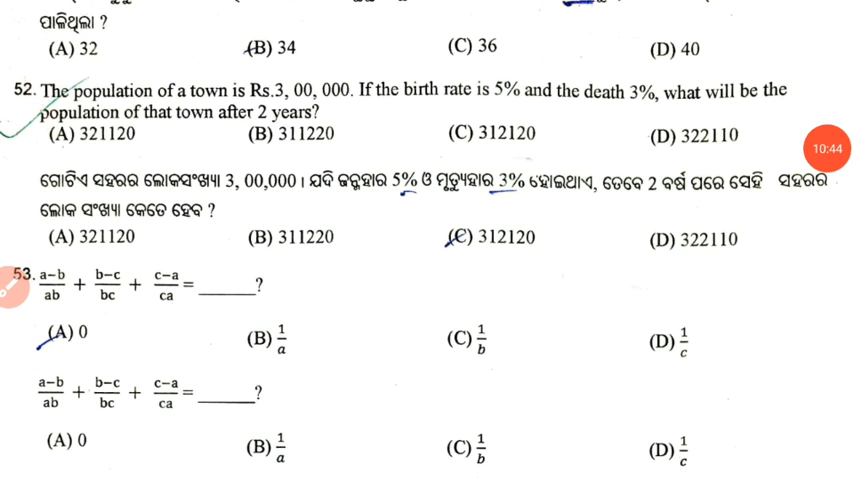 ପାଳିଥିଲା ?
(A) 32 (B) 34 (C) 36 (D) 40
52. The population of a town is Rs.3, 00, 000. If the birth rate is 5% and the death 3%, what will be the
population of that town after 2 years?
(A) 321120 (B) 311220 (C) 312120 (D) 322110
10:44
ଗୋଟିଏ ସହରର ଲୋକସଂଖ୍ୟା 3, 00,000 । ଯଦି ଜନ୍ମହାର 5% ଓ ମୃତ୍ୟୁହାର 3% ହୋଇଥାଏ, ତେବେ 2 ବର୍ଷ ପରେ ସେହି ସହରର
ଲୋକ ସଂଖ୍ୟା କେତେ ହେବ ?
(A) 321120 (B) 311220 (C) 312120 (D) 322110
53. a−b/ab + b−c/bc + c−a/ca = ______?
(A) 0 (B) 1/a (C) 1/b (D) 1/c
a−b/ab + b−c/bc + c−a/ca = ______?
(A) 0 (B) 1/a (C) 1/b (D) 1/c